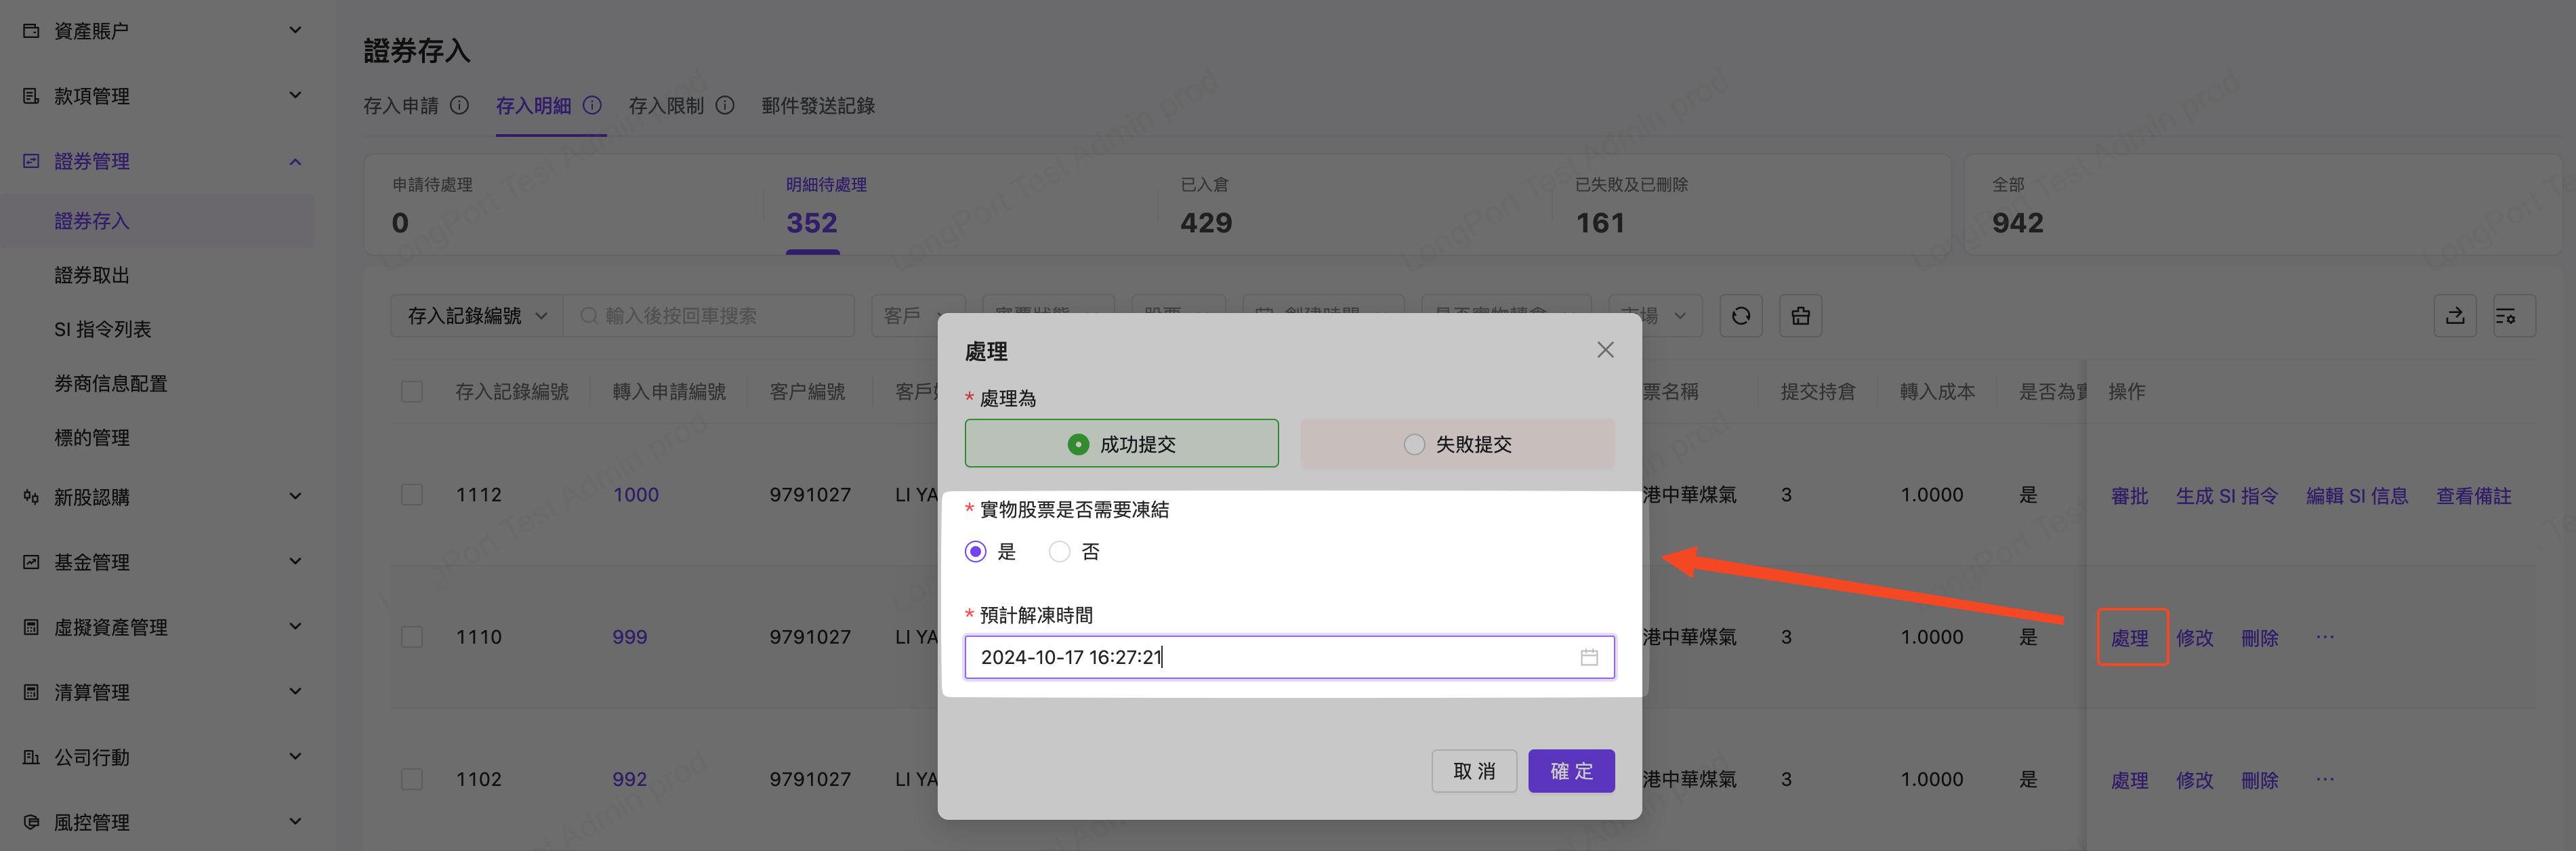 資產賬戶
款項管理
證券管理
證券存入
證券取出
SI 指令列表
券商信息配置
標的管理
新股認購
基金管理
虛擬資產管理
清算管理
公司行動
風控管理
證券存入
存入申請 存入明細 存入限制 郵件發送記錄
申請待處理 明細待處理 已入倉 已失敗及已刪除 全部
0 352 429 161 942
存入記錄編號 輸入後按回車搜索 客戶
存入記錄編號 轉入申請編號 客户編號 客戶 票名稱 提交持倉 轉入成本 是否為實 操作
1112 1000 9791027 LI YA 港中華煤氣 3 1.0000 是 審批 生成 SI 指令 編輯 SI 信息 查看備註
1110 999 9791027 LI YA 港中華煤氣 3 1.0000 是 處理 修改 刪除 ···
1102 992 9791027 LI YA 港中華煤氣 3 1.0000 是 處理 修改 刪除 ···
處理
* 處理為
成功提交 失敗提交
* 實物股票是否需要凍結
是 否
* 預計解凍時間
2024-10-17 16:27:21
取 消 確 定
LongPort Test Admin prod